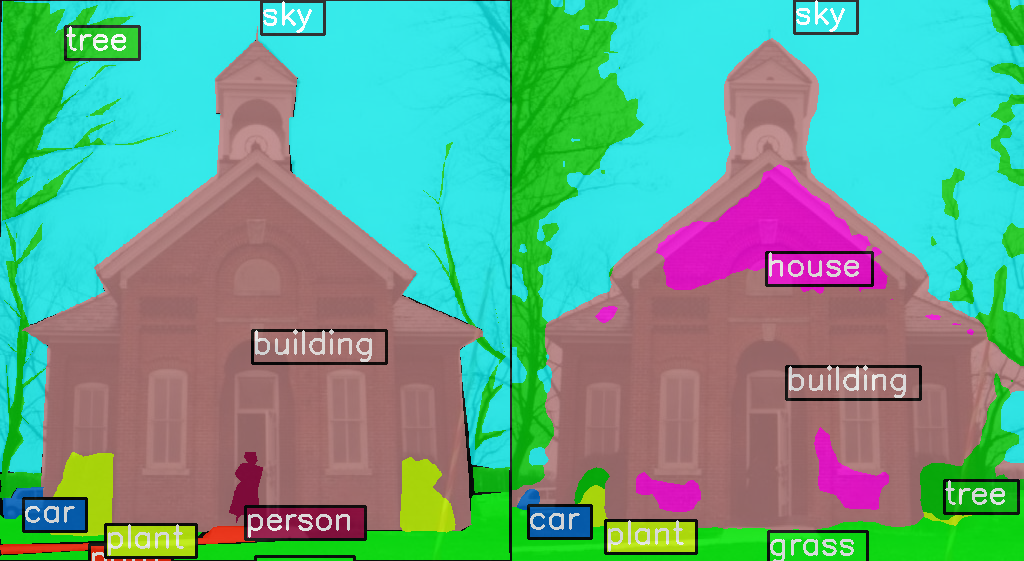 sky
tree
building
car
person
plant
sky
house
building
tree
car
plant
grass